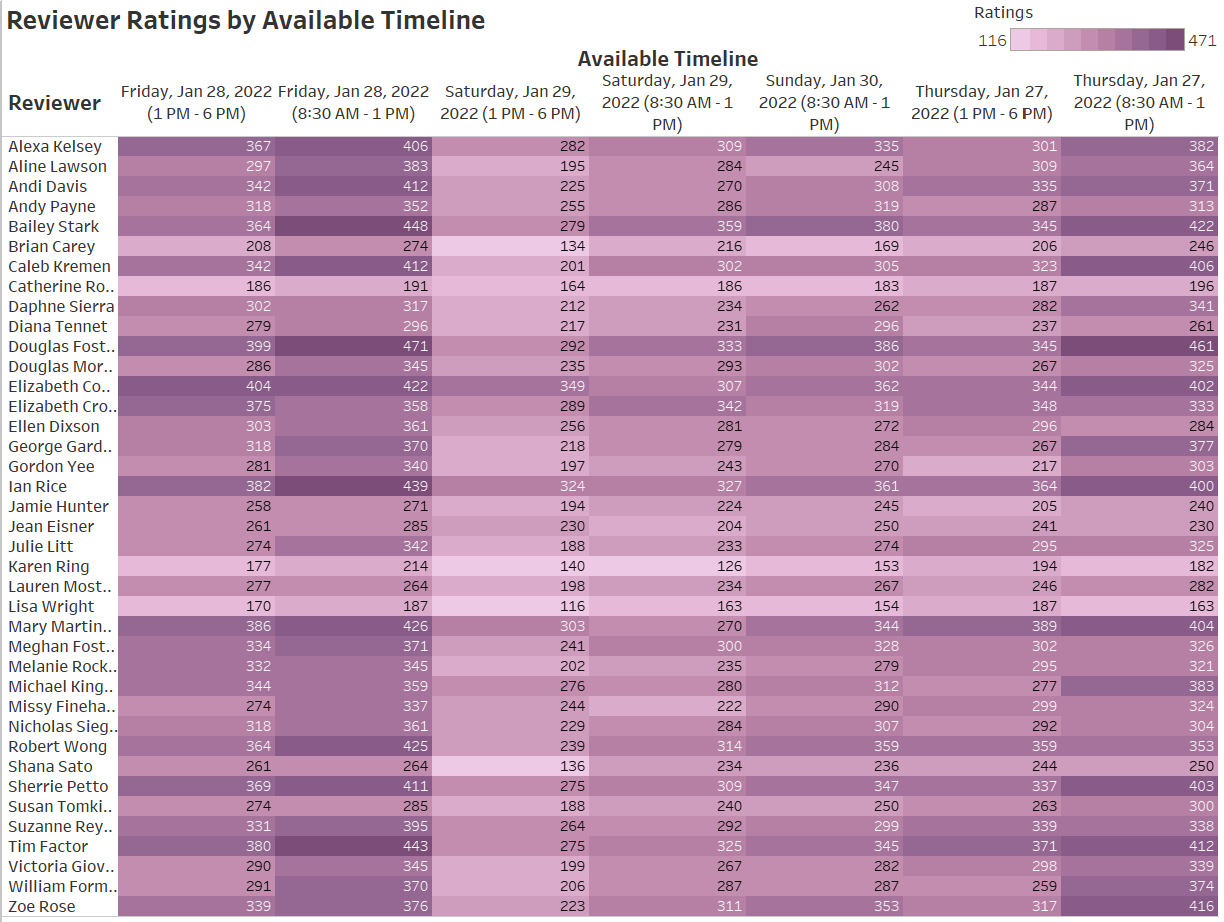 Reviewer Ratings by Available Timeline
Ratings
116 471
Available Timeline
Reviewer
Friday, Jan 28, 2022
(1 PM - 6 PM)
Friday, Jan 28, 2022
(8:30 AM - 1 PM)
Saturday, Jan 29,
2022 (1 PM - 6 PM)
Saturday, Jan 29,
2022 (8:30 AM - 1
PM)
Sunday, Jan 30,
2022 (8:30 AM - 1
PM)
Thursday, Jan 27,
2022 (1 PM - 6 PM)
Thursday, Jan 27,
2022 (8:30 AM - 1
PM)
Alexa Kelsey 367 406 282 309 335 301 382
Aline Lawson 297 383 195 284 245 309 364
Andi Davis 342 412 225 270 308 335 371
Andy Payne 318 352 255 286 319 287 313
Bailey Stark 364 448 279 359 380 345 422
Brian Carey 208 274 134 216 169 206 246
Caleb Kremen 342 412 201 302 305 323 406
Catherine Ro.. 186 191 164 186 183 187 196
Daphne Sierra 302 317 212 234 262 282 341
Diana Tennet 279 296 217 231 296 237 261
Douglas Fost.. 399 471 292 333 386 345 461
Douglas Mor.. 286 345 235 293 302 267 325
Elizabeth Co.. 404 422 349 307 362 344 402
Elizabeth Cro.. 375 358 289 342 319 348 333
Ellen Dixson 303 361 256 281 272 296 284
George Gard.. 318 370 218 279 284 267 377
Gordon Yee 281 340 197 243 270 217 303
Ian Rice 382 439 324 327 361 364 400
Jamie Hunter 258 271 194 224 245 205 240
Jean Eisner 261 285 230 204 250 241 230
Julie Litt 274 342 188 233 274 295 325
Karen Ring 177 214 140 126 153 194 182
Lauren Most.. 277 264 198 234 267 246 282
Lisa Wright 170 187 116 163 154 187 163
Mary Martin.. 386 426 303 270 344 389 404
Meghan Fost.. 334 371 241 300 328 302 326
Melanie Rock.. 332 345 202 235 279 295 321
Michael King.. 344 359 276 280 312 277 383
Missy Fineha.. 274 337 244 222 290 299 324
Nicholas Sieg.. 318 361 229 284 307 292 304
Robert Wong 364 425 239 314 359 359 353
Shana Sato 261 264 136 234 236 244 250
Sherrie Petto 369 411 275 309 347 337 403
Susan Tomki.. 274 285 188 240 250 263 300
Suzanne Rey.. 331 395 264 292 299 339 338
Tim Factor 380 443 275 325 345 371 412
Victoria Giov.. 290 345 199 267 282 298 339
William Form.. 291 370 206 287 287 259 374
Zoe Rose 339 376 223 311 353 317 416